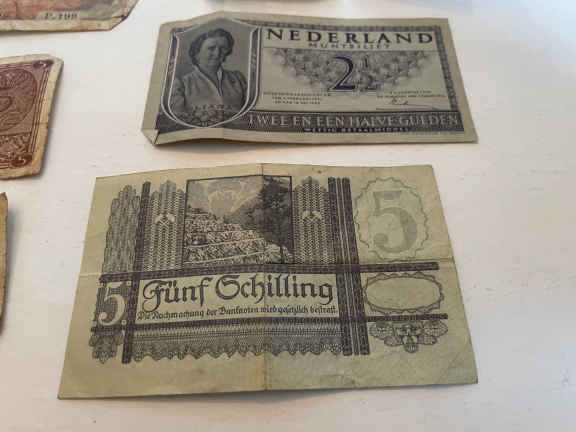 P.199
NEDERLAND
MUNTBILJET
2½
TWEE EN EEN HALVE GULDEN
WETTIG BETAALMIDDEL
5
5 Fünf Schilling
Die Nachmachung der Banknoten wird gesetzlich bestraft.